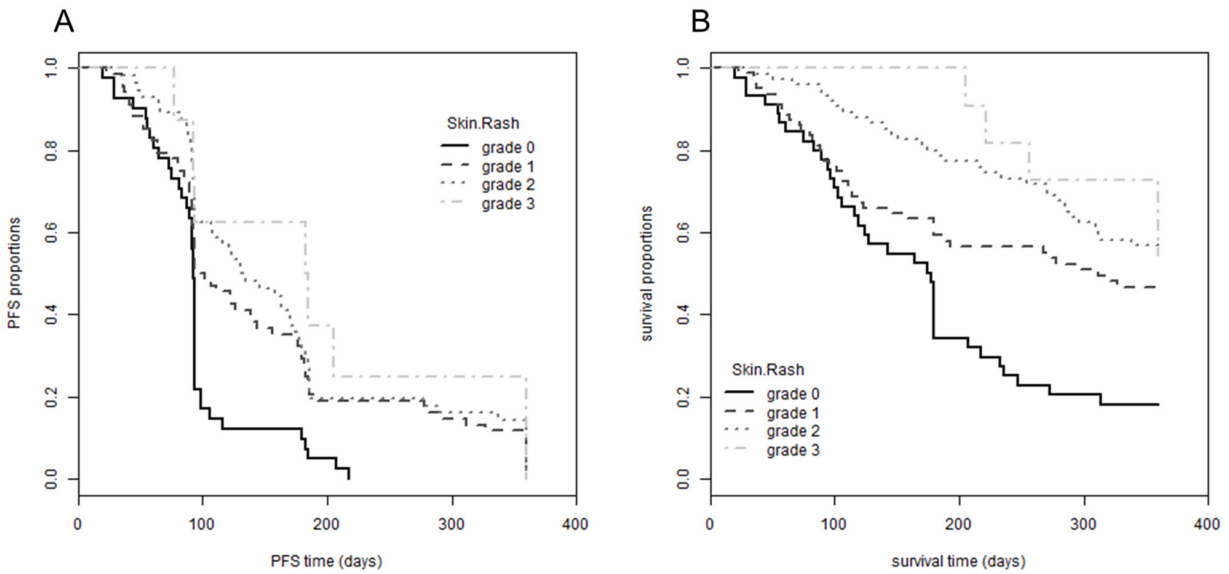 A
PFS proportions
1.0
0.8
0.6
0.4
0.2
0.0
Skin.Rash
grade 0
grade 1
grade 2
grade 3
0 100 200 300 400
PFS time (days)
B
survival proportions
1.0
0.8
0.6
0.4
0.2
0.0
Skin.Rash
grade 0
grade 1
grade 2
grade 3
0 100 200 300 400
survival time (days)